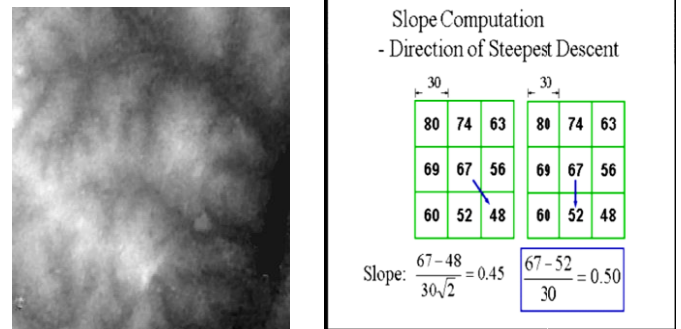 Slope Computation
- Direction of Steepest Descent
30 30
80 74 63 80 74 63
69 67 56 69 67 56
60 52 48 60 52 48
Slope: 67-48 / 30√2 = 0.45 67-52 / 30 = 0.50